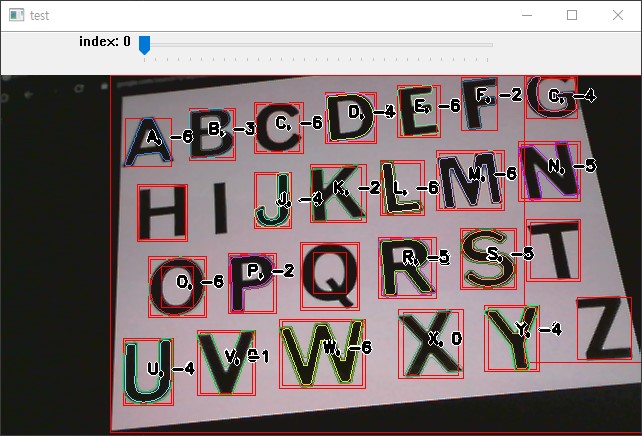 test
index: 0
A B C D E F G
A, -6 B, -3 C, -6 D, -4 E, -6 F, -2 -4
H I J K L M N
J, -4 K, -2 L, -6 M, -6 N, -5
O P Q R S T
O, -6 P, -2 R, -5 S, -5
U V W X Y Z
U, -4 V, W, -6 X, 0 Y, -4